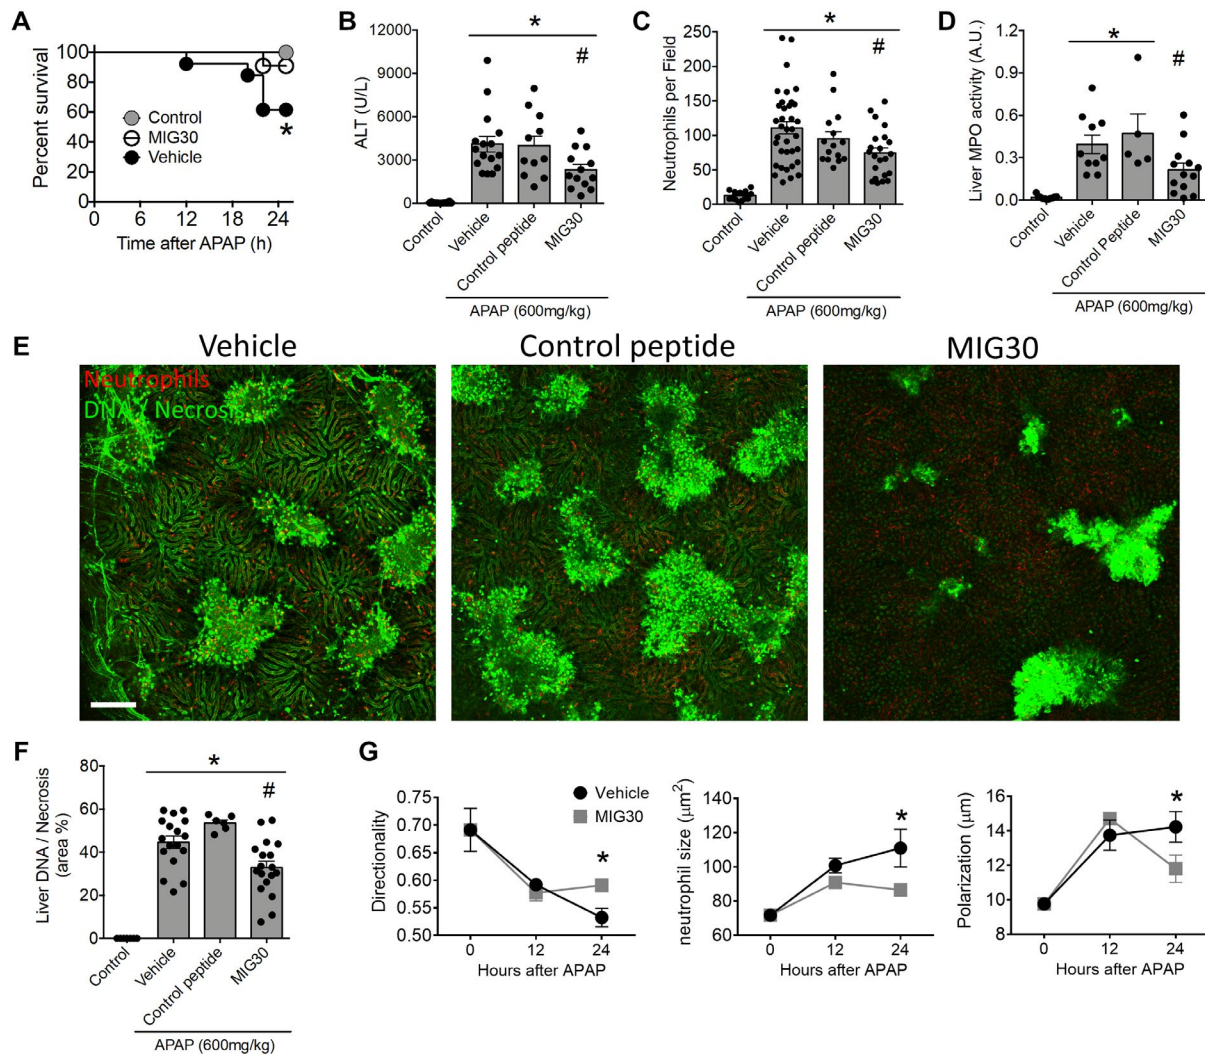 A
Percent survival
100
80
60
40
20
0
0 6 12 18 24
Time after APAP (h)
Control
MIG30
Vehicle
*
B
ALT (U/L)
12000
9000
6000
3000
0
*
#
Control
Vehicle
Control peptide
MIG30
APAP (600mg/kg)
C
Neutrophils per Field
250
200
150
100
50
0
*
#
Control
Vehicle
Control peptide
MIG30
APAP (600mg/kg)
D
Liver MPO activity (A.U.)
1.2
0.9
0.6
0.3
0.0
*
#
Control
Vehicle
Control Peptide
MIG30
APAP (600mg/kg)
E
Vehicle
Control peptide
MIG30
Neutrophils
DNA / Necrosis
F
Liver DNA / Necrosis
(area %)
80
60
40
20
0
*
#
Control
Vehicle
Control peptide
MIG30
APAP (600mg/kg)
G
Directionality
0.75
0.70
0.65
0.60
0.55
0.50
Vehicle
MIG30
*
0 12 24
Hours after APAP
neutrophil size (µm²)
140
120
100
80
60
*
0 12 24
Hours after APAP
Polarization (µm)
16
14
12
10
8
*
0 12 24
Hours after APAP